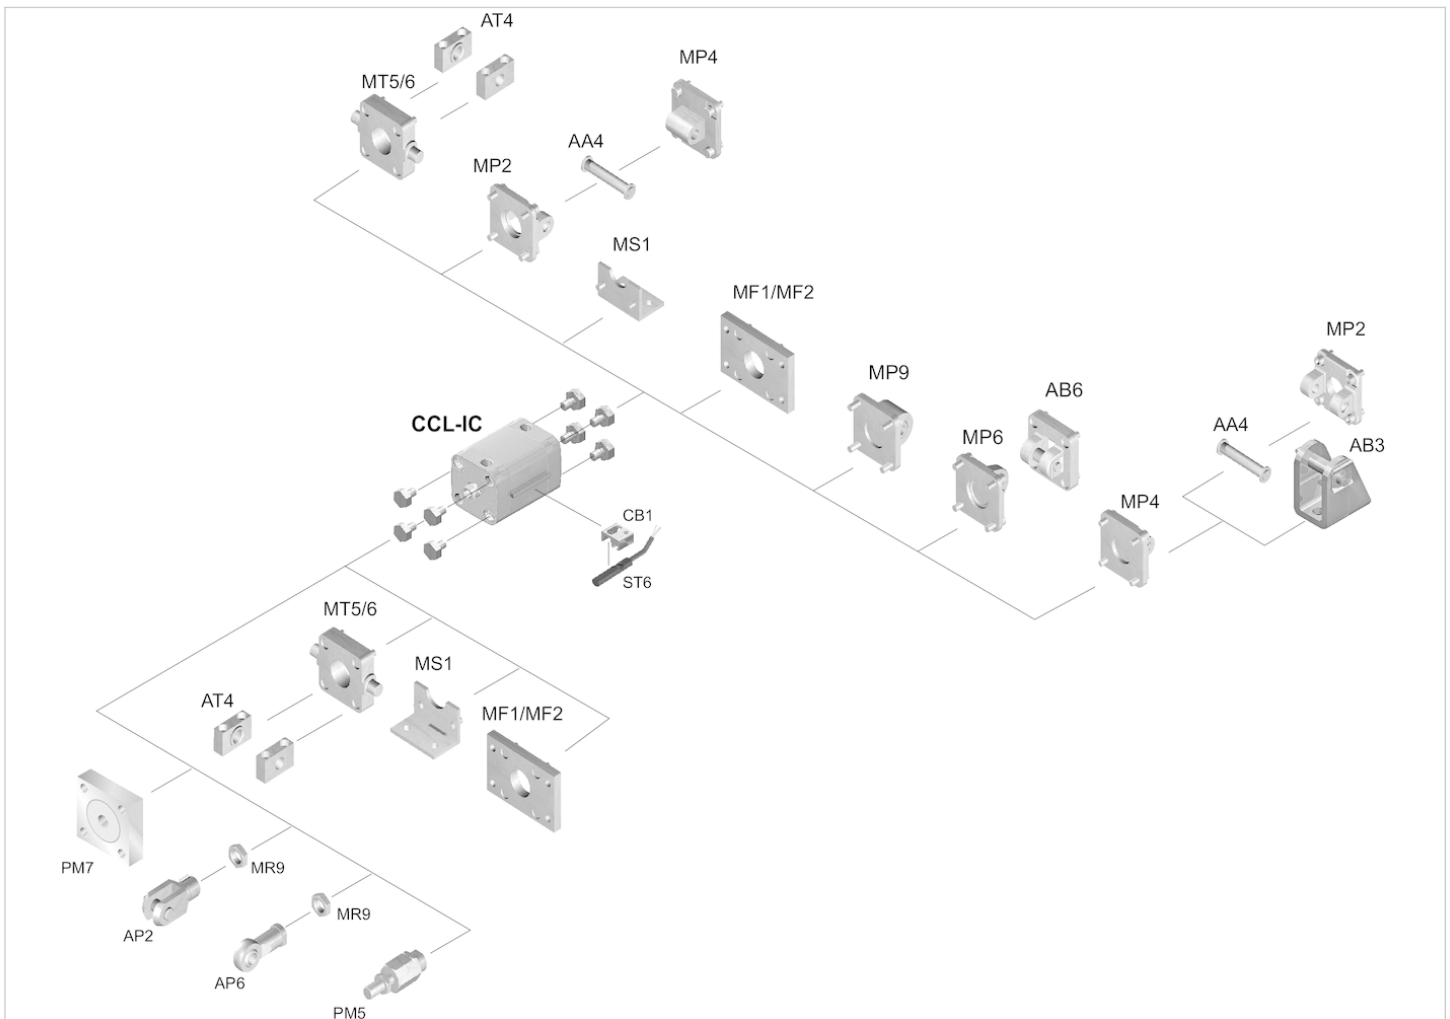 AT4
MP4
MT5/6
AA4
MP2
MS1
MF1/MF2
MP2
MP9
AB6
CCL-IC
AA4
MP6
AB3
MP4
CB1
ST6
MT5/6
MS1
AT4
MF1/MF2
PM7
MR9
MR9
AP2
AP6
PM5